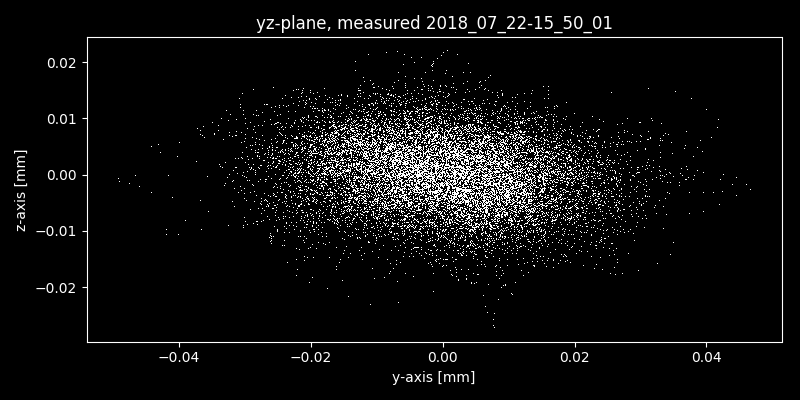 yz-plane, measured 2018_07_22-15_50_01
0.02
0.01
0.00
−0.01
−0.02
z-axis [mm]
−0.04 −0.02 0.00 0.02 0.04
y-axis [mm]